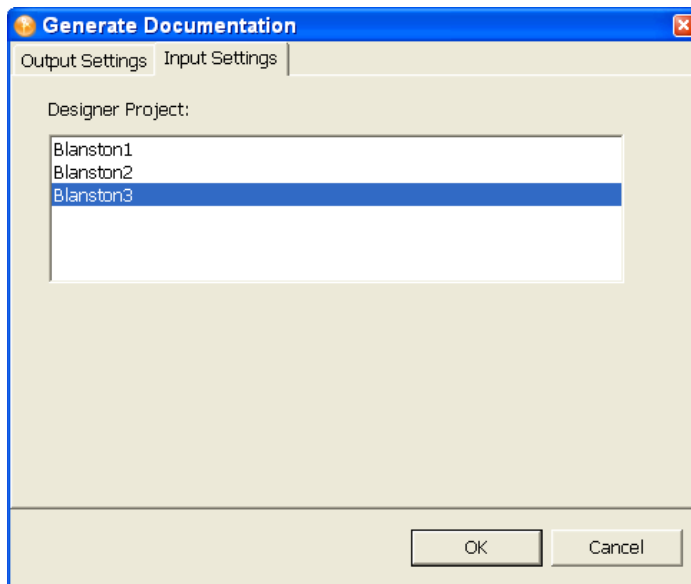 Generate Documentation
Output Settings Input Settings
Designer Project:
Blanston1
Blanston2
Blanston3
OK Cancel